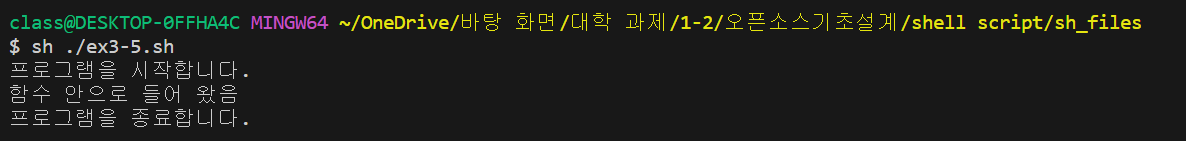 class@DESKTOP-0FFHA4C MINGW64 ~/OneDrive/바탕 화면/대학 과제/1-2/오픈소스기초설계/shell script/sh_files
$ sh ./ex3-5.sh
프로그램을 시작합니다.
함수 안으로 들어 왔음
프로그램을 종료합니다.